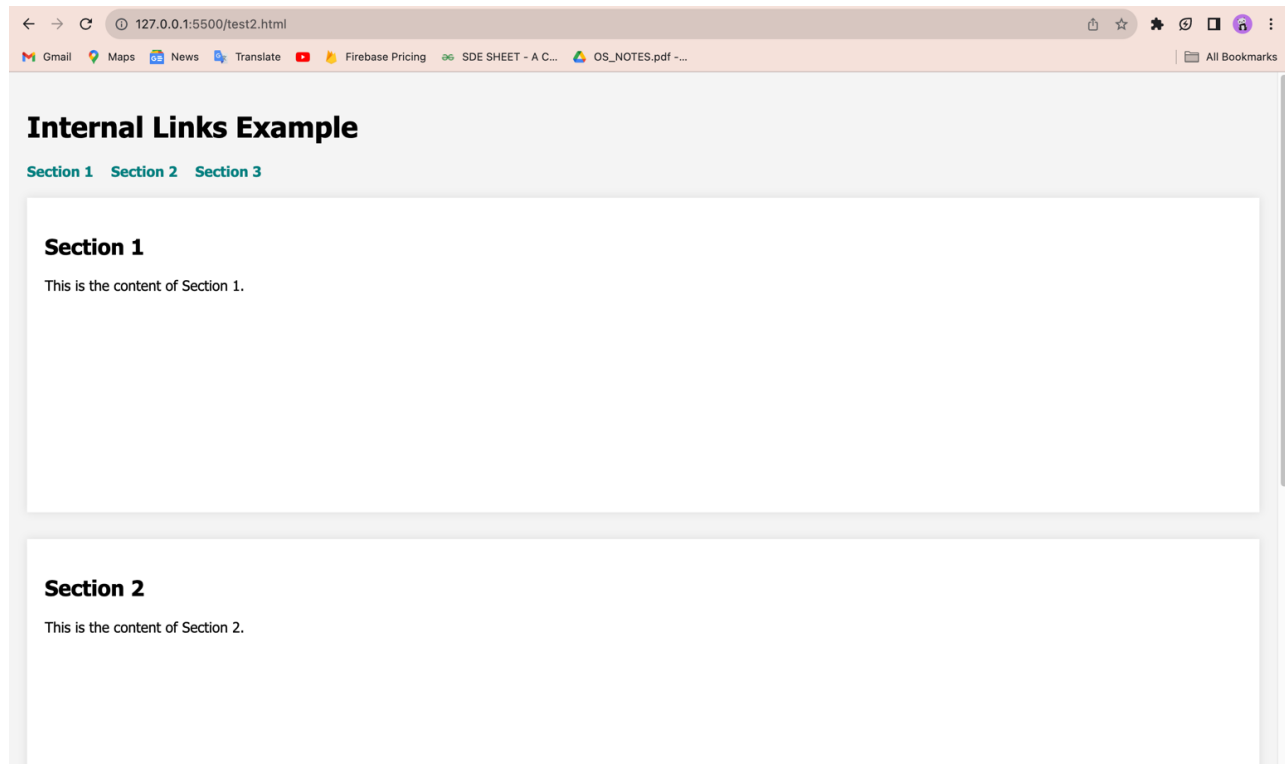 127.0.0.1:5500/test2.html
Gmail Maps News Translate Firebase Pricing SDE SHEET - A C... OS_NOTES.pdf -... All Bookmarks
Internal Links Example
Section 1 Section 2 Section 3
Section 1
This is the content of Section 1.
Section 2
This is the content of Section 2.